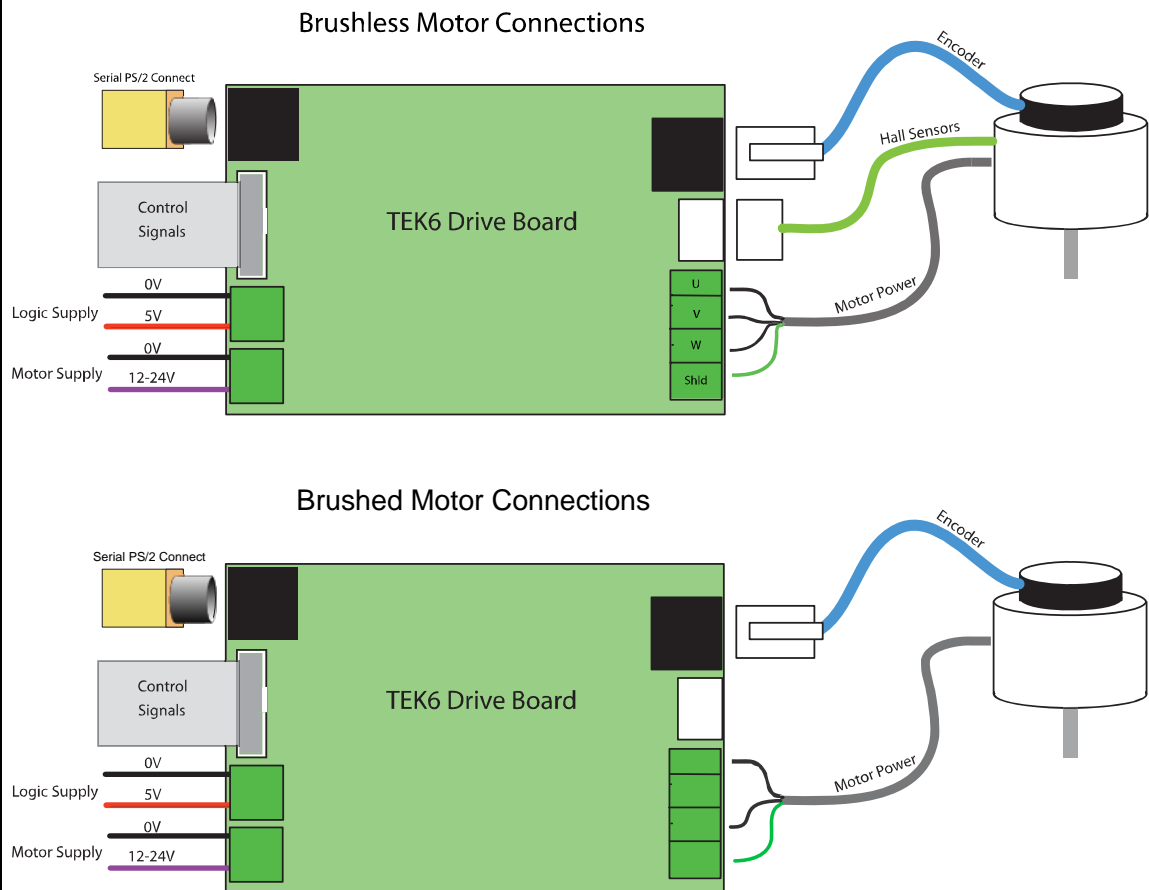 Brushless Motor Connections
Serial PS/2 Connect
Encoder
Hall Sensors
Control
Signals
TEK6 Drive Board
0V
Logic Supply
5V
0V
Motor Supply
12-24V
U
V
W
Shld
Motor Power
Brushed Motor Connections
Serial PS/2 Connect
Encoder
Control
Signals
TEK6 Drive Board
0V
Logic Supply
5V
0V
Motor Supply
12-24V
Motor Power